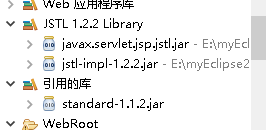 Web 应用程序库
JSTL 1.2.2 Library
javax.servlet.jsp.jstl.jar - E:\myEcl
jstl-impl-1.2.2.jar - E:\myEclipse2
引用的库
standard-1.1.2.jar
WebRoot